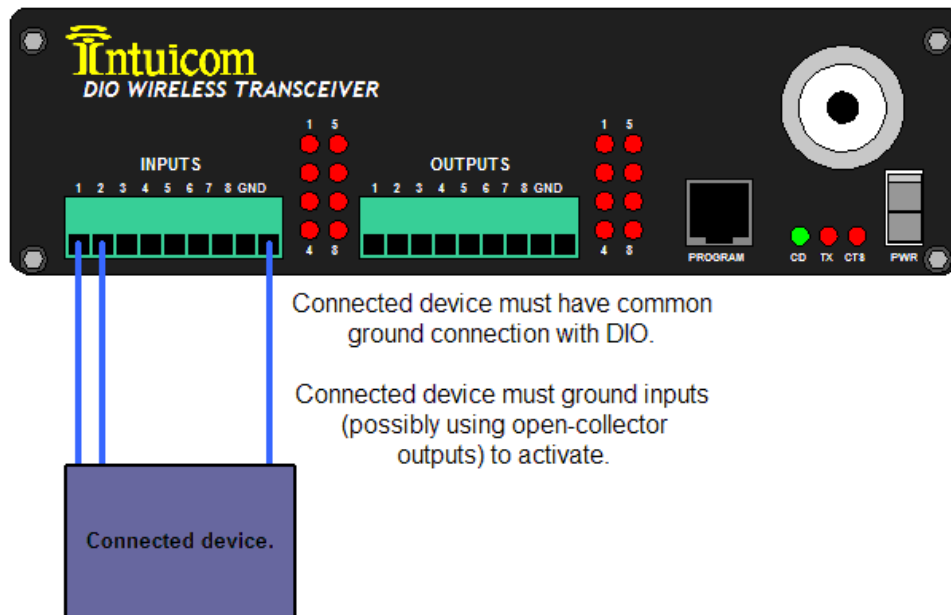 Intuicom
DIO WIRELESS TRANSCEIVER
INPUTS
1 2 3 4 5 6 7 8 GND
1 5
4 8
OUTPUTS
1 2 3 4 5 6 7 8 GND
1 5
4 8
PROGRAM
CD TX CTS
PWR
Connected device must have common
ground connection with DIO.
Connected device must ground inputs
(possibly using open-collector
outputs) to activate.
Connected device.